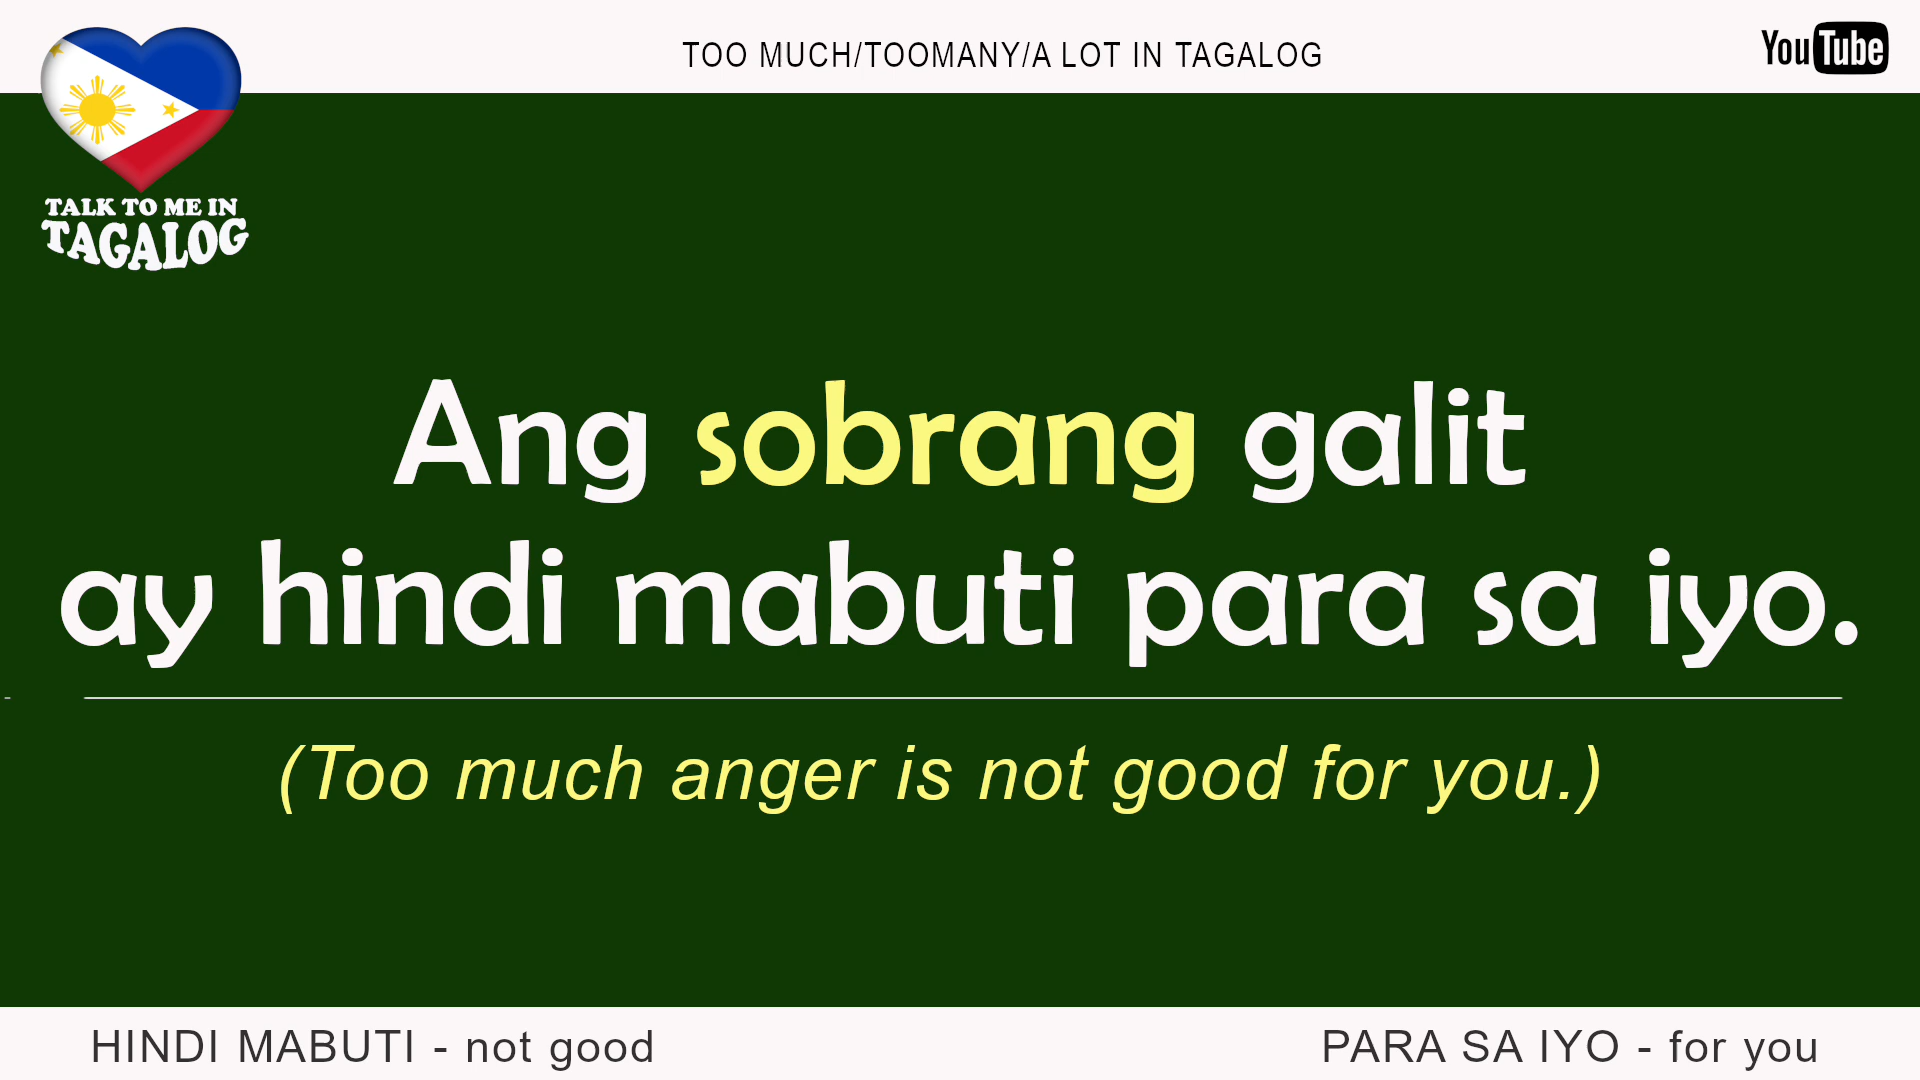 TOO MUCH/TOOMANY/A LOT IN TAGALOG
YouTube
TALK TO ME IN
TAGALOG
Ang sobrang galit
ay hindi mabuti para sa iyo.
(Too much anger is not good for you.)
HINDI MABUTI - not good
PARA SA IYO - for you